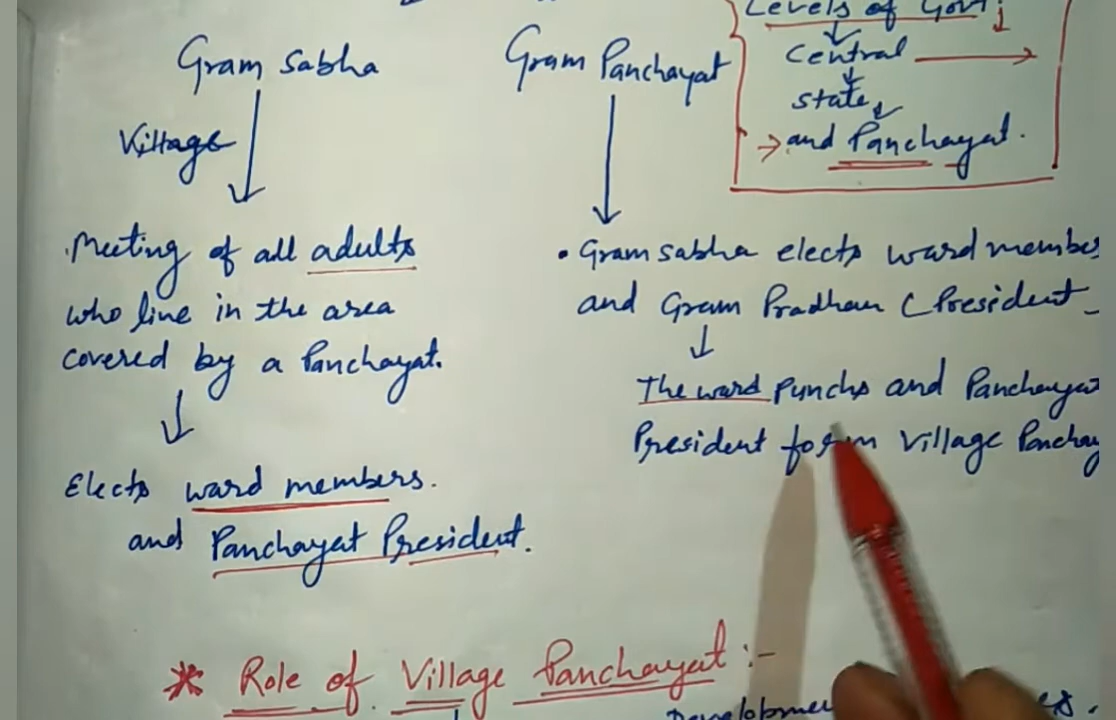 Levels of Govt:
Central
state
and Panchayat.
Gram Sabha
Village
Meeting of all adults
who line in the area
covered by a Panchayat.
Elects ward members.
and Panchayat President.
Gram Panchayat
• Gram sabha elects ward member
and Gram Pradhan (President
The ward Punchs and Panchayat
President form Village Panchay
* Role of Village Panchayat :-